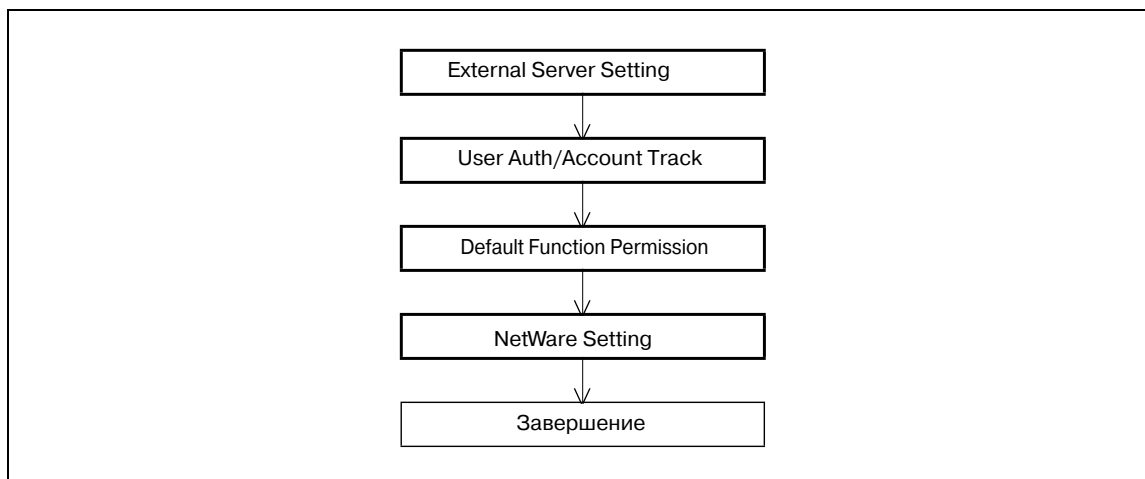 External Server Setting
User Auth/Account Track
Default Function Permission
NetWare Setting
Завершение